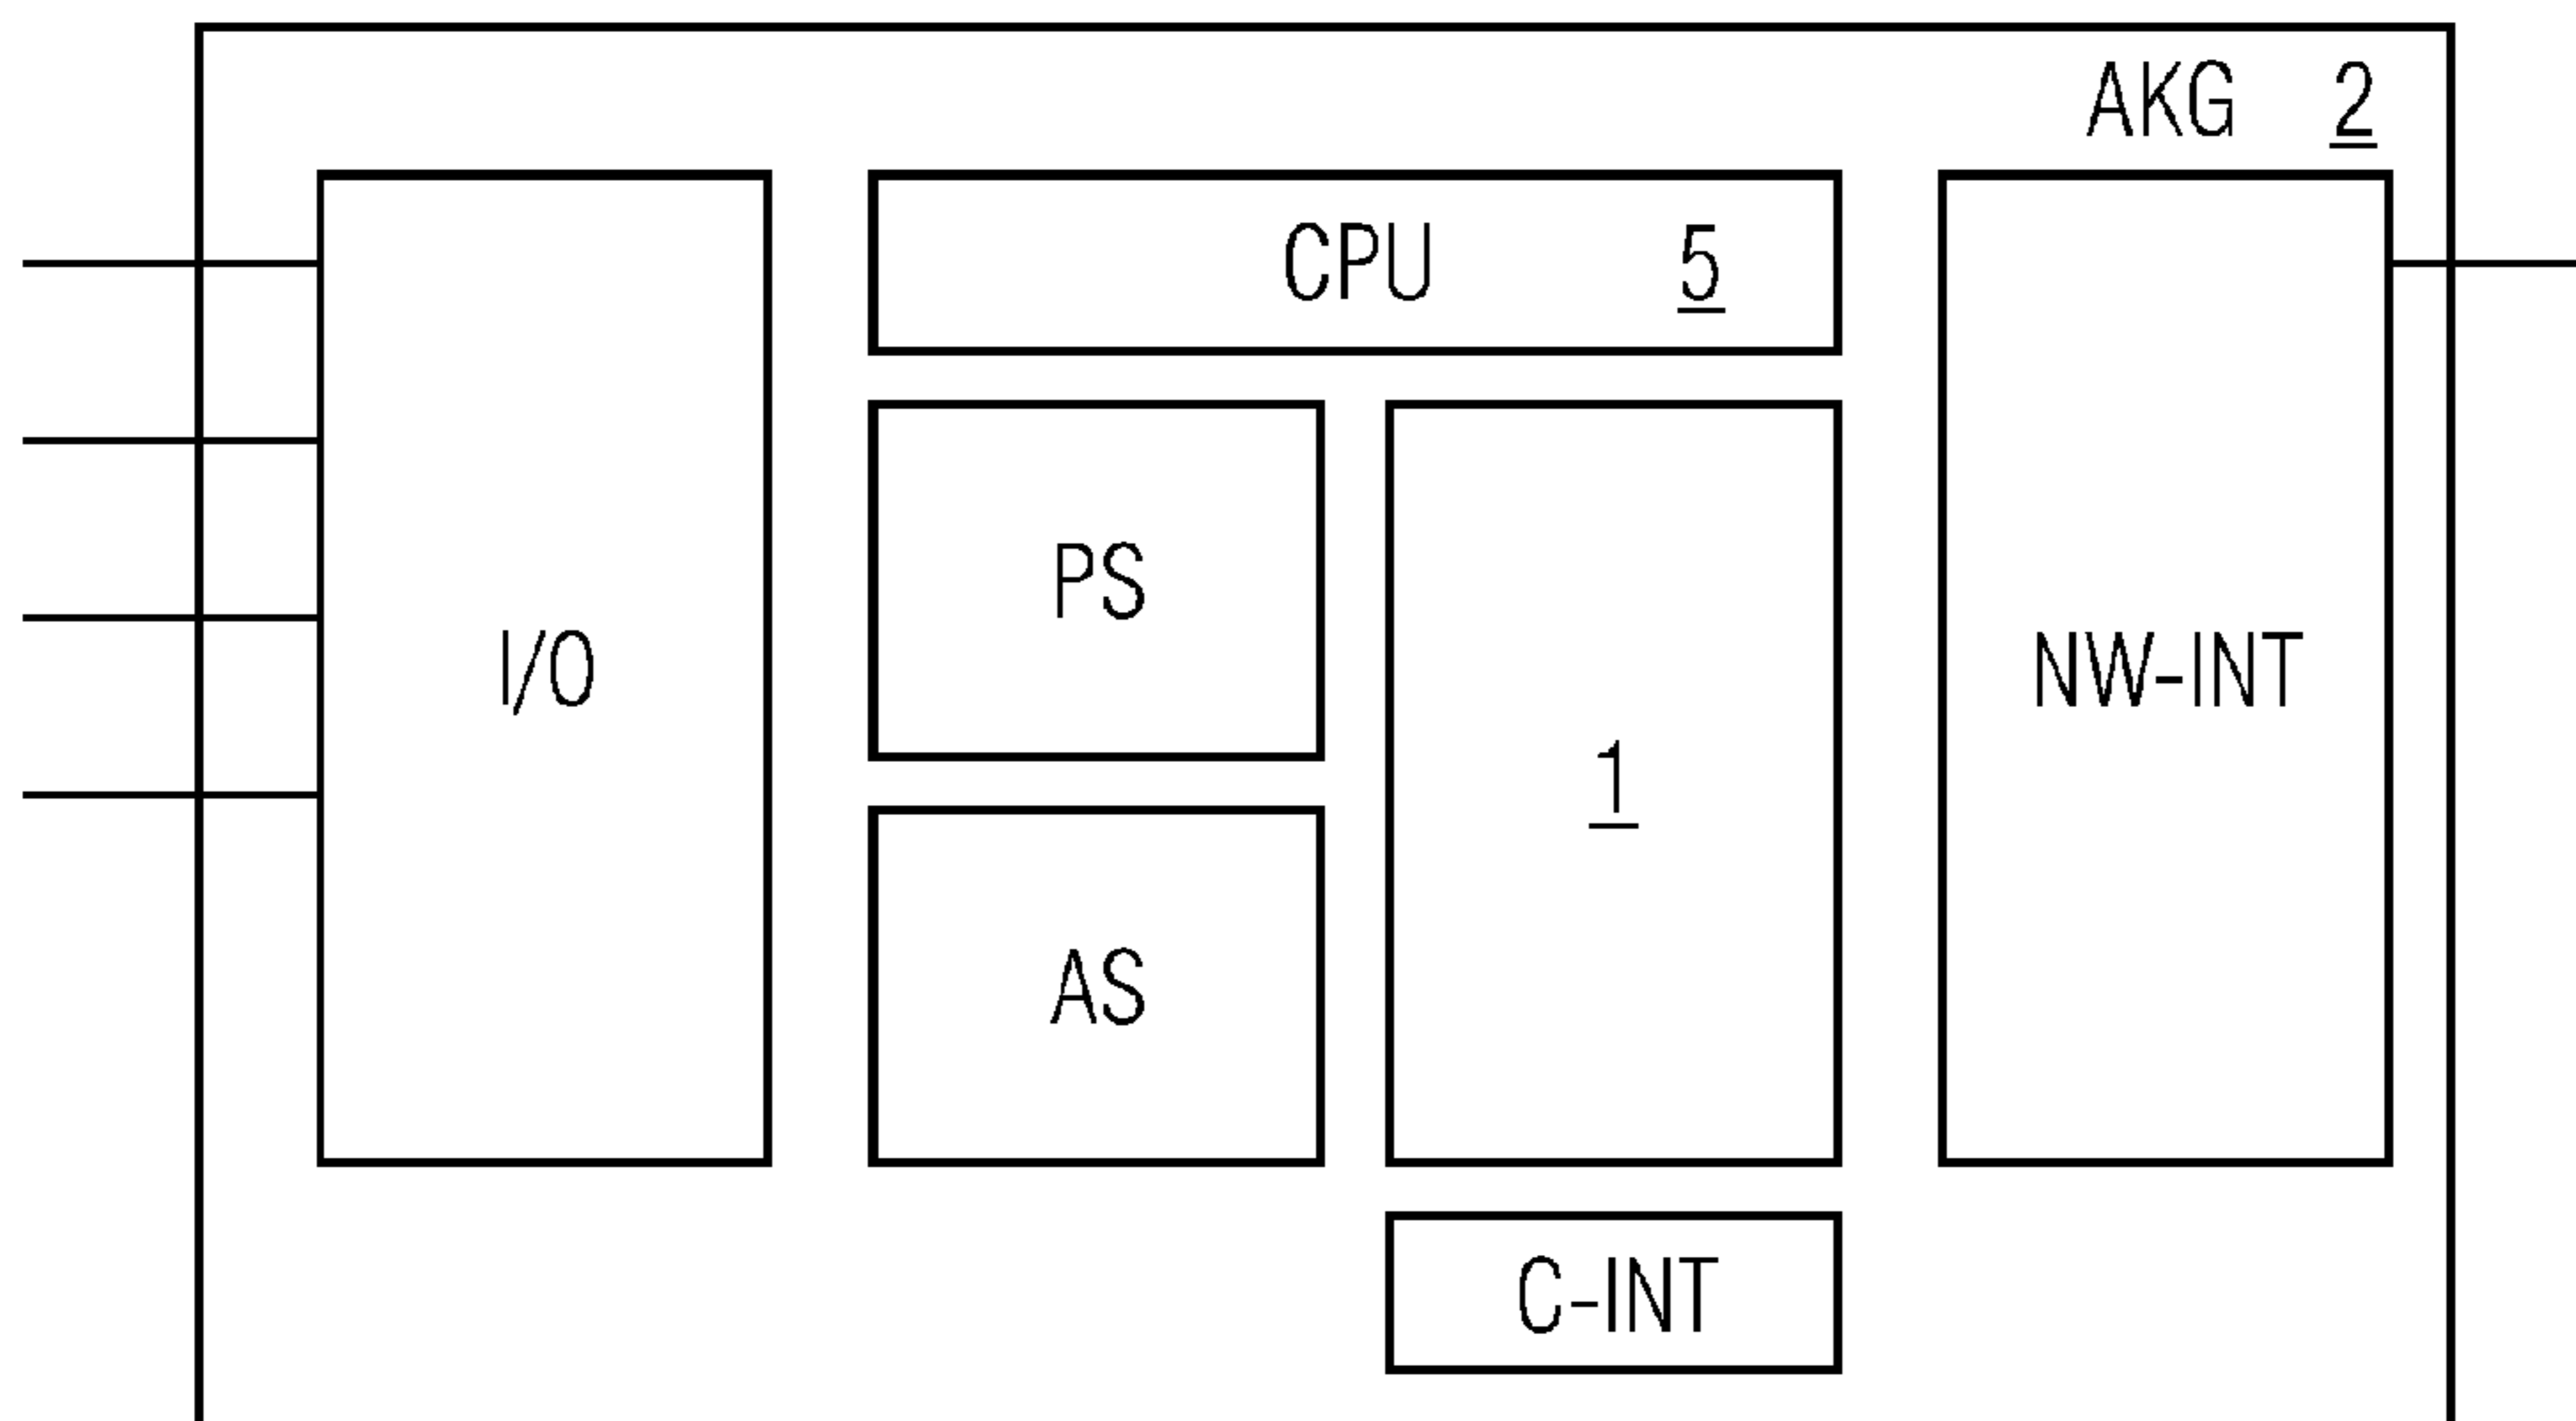 AKG 2
CPU 5
PS
I/O
NW-INT
1
AS
C-INT